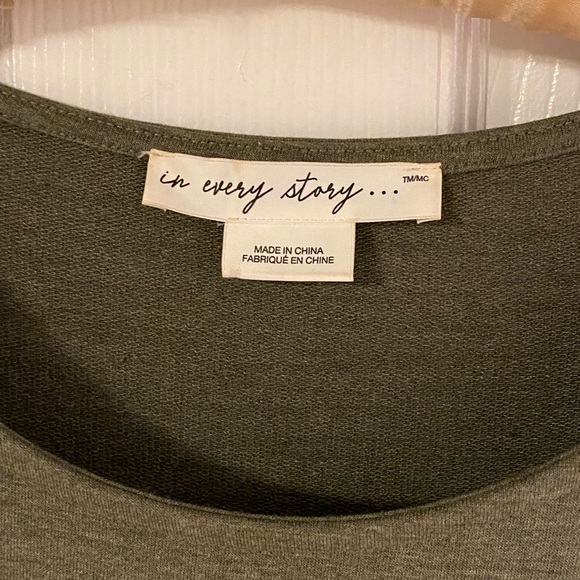 in every story... TM/MC
MADE IN CHINA
FABRIQUÉ EN CHINE